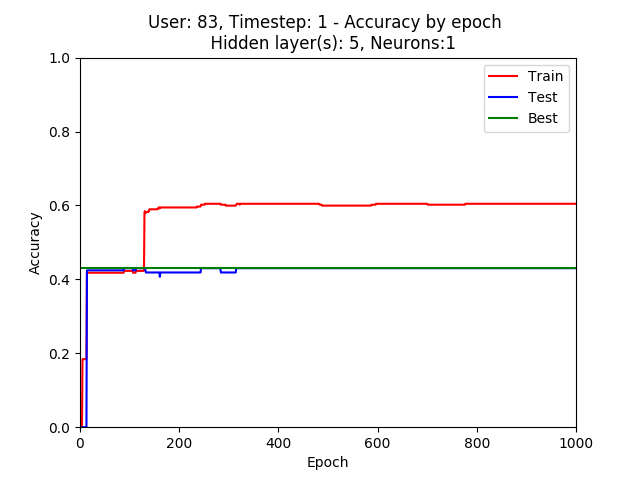 User: 83, Timestep: 1 - Accuracy by epoch
Hidden layer(s): 5, Neurons:1
1.0
0.8
0.6
0.4
0.2
0.0
Accuracy
Train
Test
Best
0
200
400
600
800
1000
Epoch